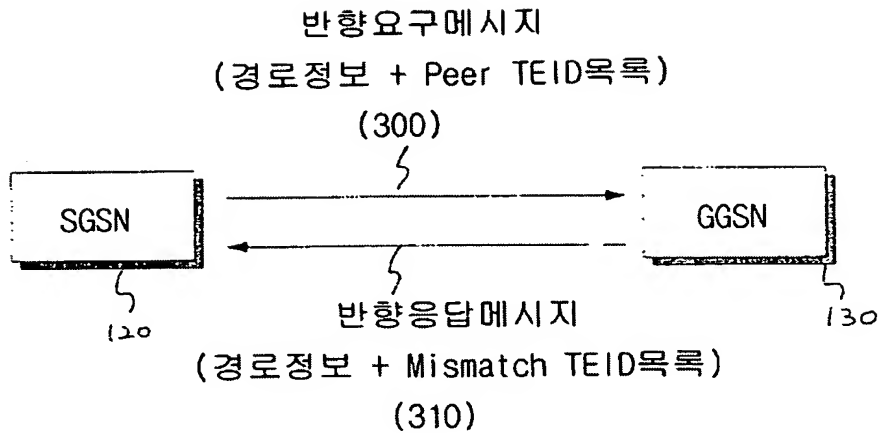 반향요구메시지
(경로정보 + Peer TEID목록)
(300)
SGSN
GGSN
120
130
반향응답메시지
(경로정보 + Mismatch TEID목록)
(310)